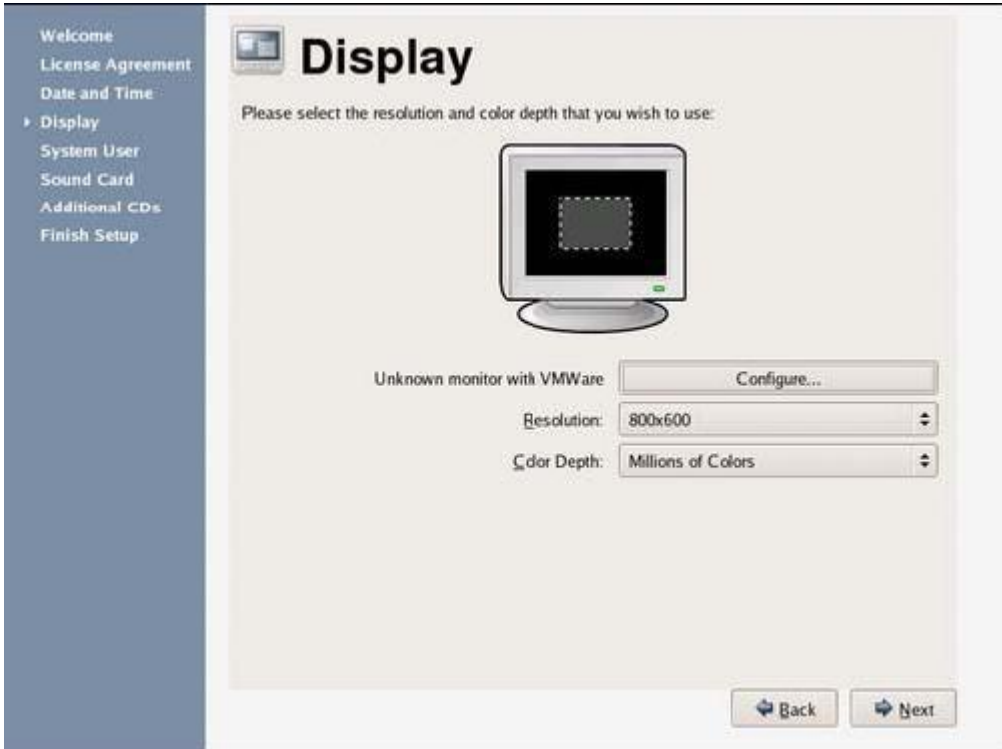 Welcome
License Agreement
Date and Time
Display
System User
Sound Card
Additional CDs
Finish Setup
Display
Please select the resolution and color depth that you wish to use:
Unknown monitor with VMWare Configure...
Resolution: 800x600
Color Depth: Millions of Colors
Back Next